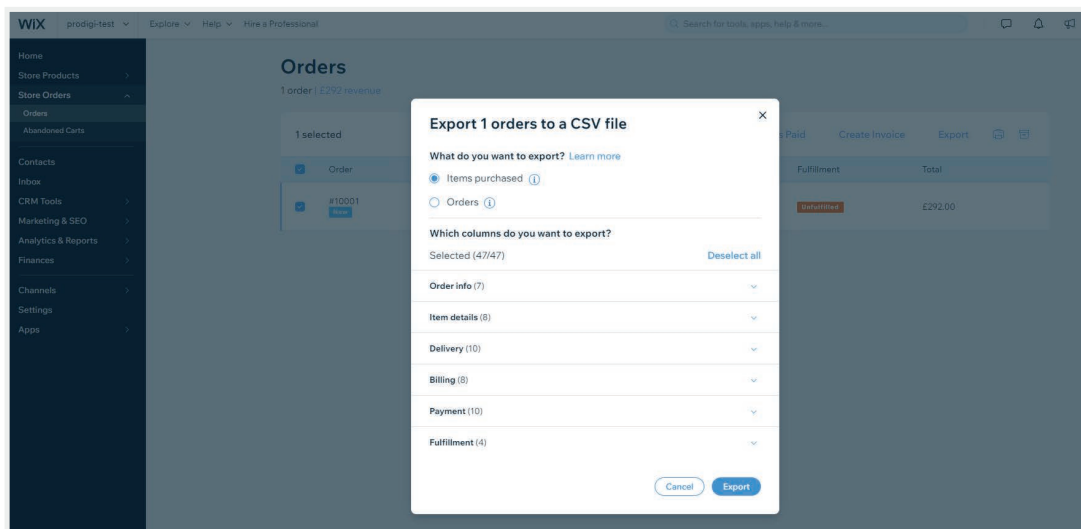 WiX prodigi-test Explore Help Hire a Professional Search for tools, apps, help & more...
Home
Store Products
Store Orders
Orders
Abandoned Carts
Contacts
Inbox
CRM Tools
Marketing & SEO
Analytics & Reports
Finances
Channels
Settings
Apps
Orders
1 order | £292 revenue
1 selected Paid Create Invoice Export
Order Fulfillment Total
#10001 Unfulfilled £292.00
New
Export 1 orders to a CSV file
What do you want to export? Learn more
Items purchased
Orders
Which columns do you want to export?
Selected (47/47) Deselect all
Order info (7)
Item details (8)
Delivery (10)
Billing (8)
Payment (10)
Fulfillment (4)
Cancel Export